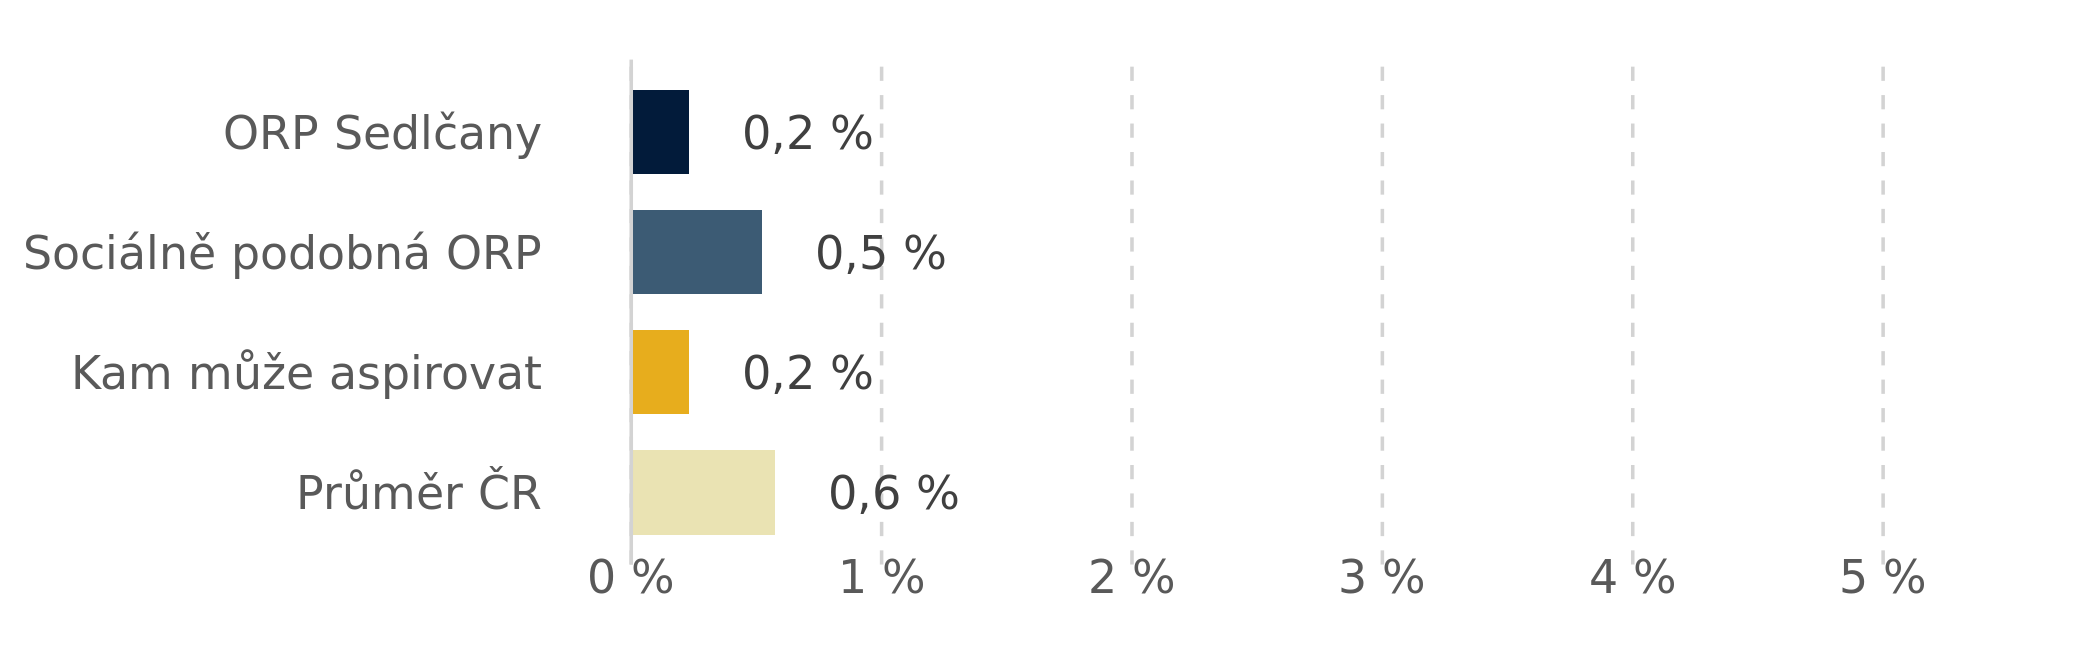 ORP Sedlčany 0,2 %
Sociálně podobná ORP 0,5 %
Kam může aspirovat 0,2 %
Průměr ČR 0,6 %
0 % 1 % 2 % 3 % 4 % 5 %